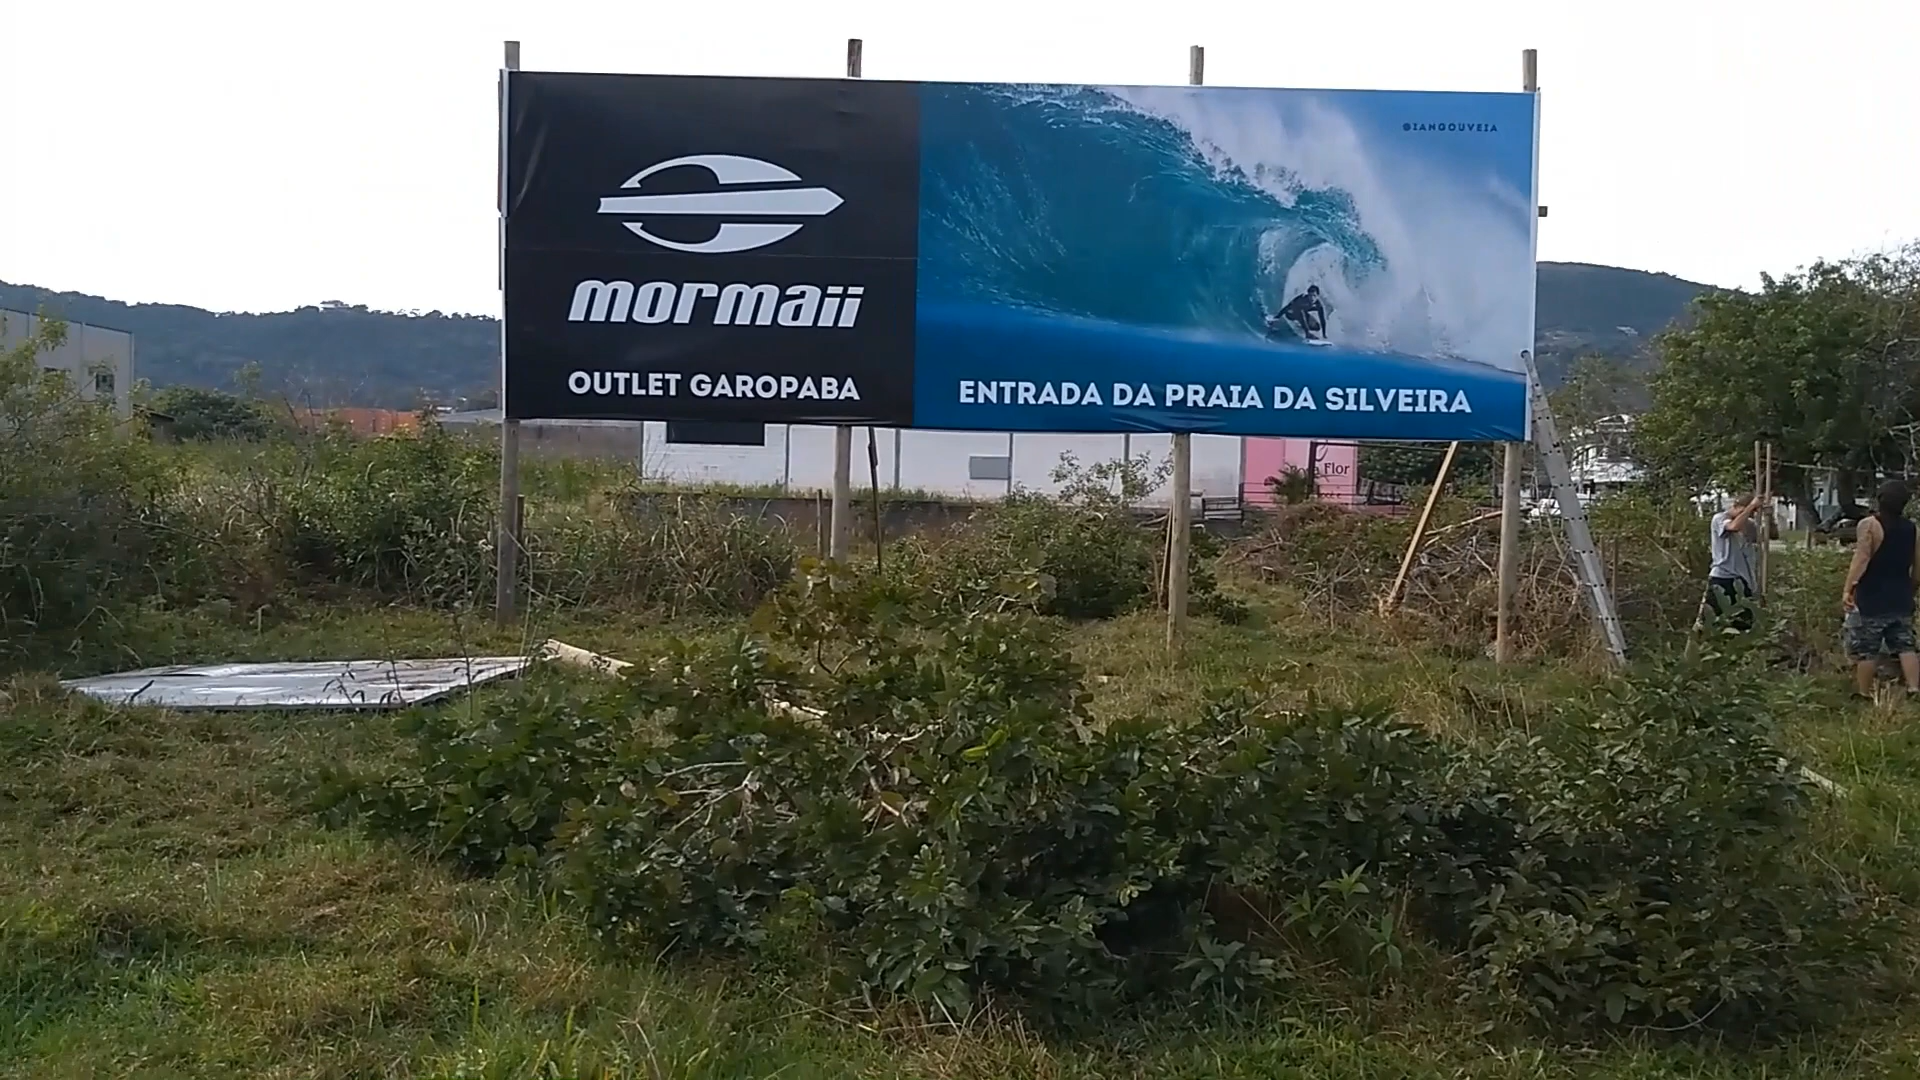 mormaii
OUTLET GAROPABA
@IANGOUVEIA
ENTRADA DA PRAIA DA SILVEIRA
Flor